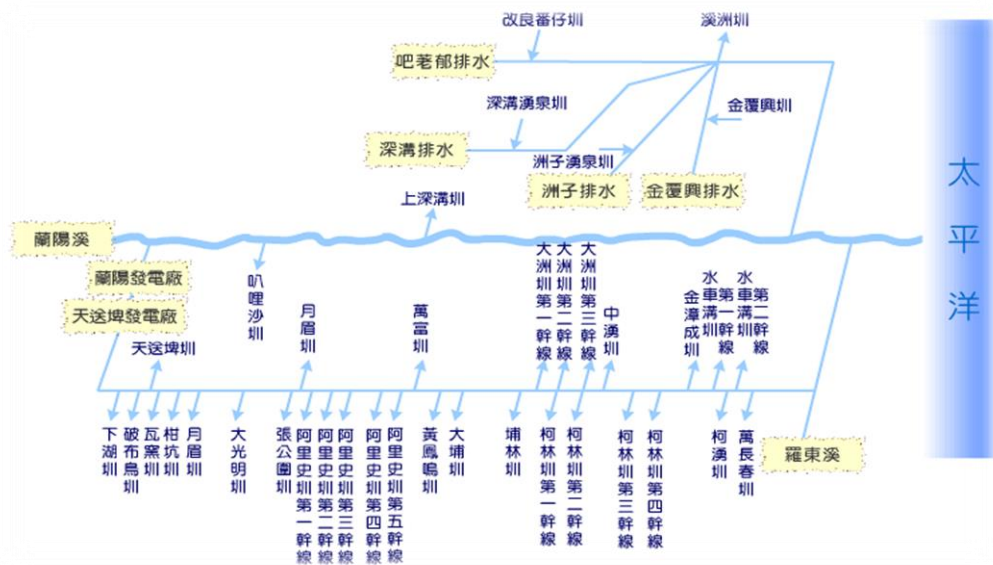 改良番仔圳
溪洲圳
吧荖郁排水
深溝湧泉圳
金覆興圳
深溝排水
洲子湧泉圳
洲子排水
金覆興排水
上深溝圳
太平洋
蘭陽溪
蘭陽發電廠
天送埤發電廠
天送埤圳
叭哩沙圳
月眉圳
萬富圳
大洲圳第一幹線
大洲圳第二幹線
大洲圳第三幹線
中湧圳
金漳成圳
水車溝圳第一幹線
水車溝圳第二幹線
下湖圳
破布烏圳
瓦窯圳
柑坑圳
月眉圳
大光明圳
張公圍圳
阿里史圳第一幹線
阿里史圳第二幹線
阿里史圳第三幹線
阿里史圳第四幹線
阿里史圳第五幹線
黃鳳鳴圳
大埔圳
埔林圳
柯林圳第一幹線
柯林圳第二幹線
柯林圳第三幹線
柯林圳第四幹線
柯湧圳
萬長春圳
羅東溪